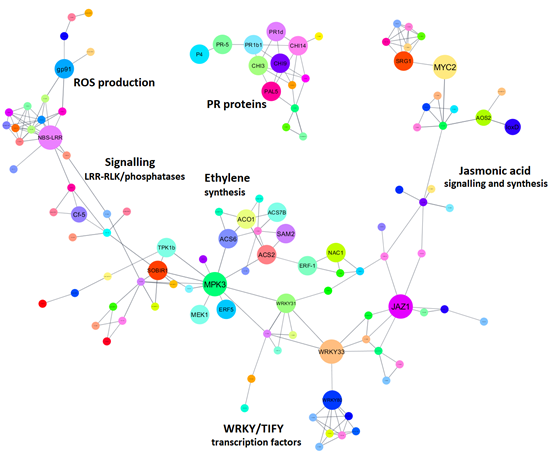 PR1d
PR-5
PR1b1
P4
CHI14
gp91
CHI3
CHI9
SRG1
MYC2
ROS production
PAL5
PR proteins
AOS2
NBS-LRR
Signalling
LRR-RLK/phosphatases
Ethylene
synthesis
Jasmonic acid
signalling and synthesis
Cf-5
ACO1
ACS7B
ACS6
SAM2
TPK1b
ACS2
NAC1
ERF-1
SOBIR1
MPK3
MEK1
ERF5
WRKY31
JAZ1
WRKY33
WRKY/TIFY
transcription factors